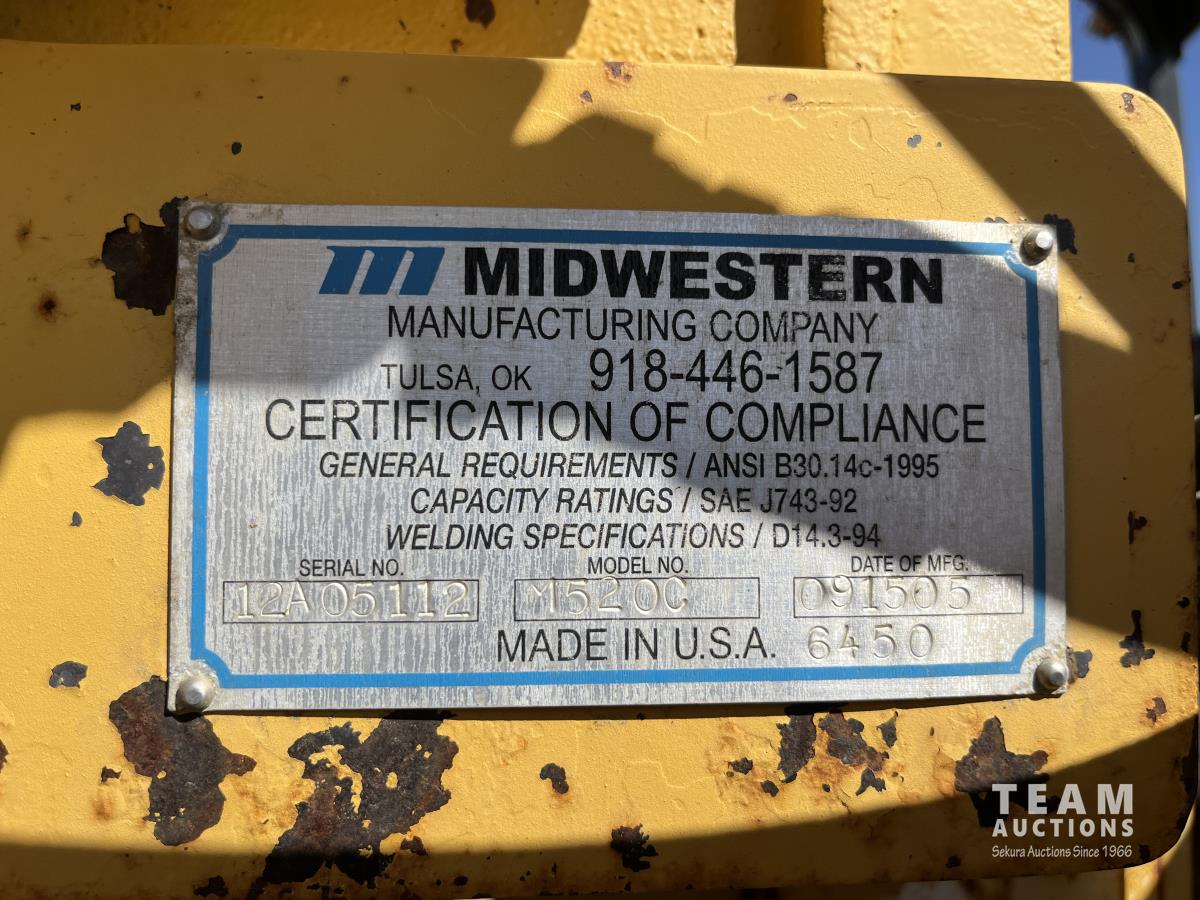 m MIDWESTERN
MANUFACTURING COMPANY
TULSA, OK 918-446-1587
CERTIFICATION OF COMPLIANCE
GENERAL REQUIREMENTS / ANSI B30.14c-1995
CAPACITY RATINGS / SAE J743-92
WELDING SPECIFICATIONS / D14.3-94
SERIAL NO. MODEL NO. DATE OF MFG.
12A05112 M520C 091505
MADE IN U.S.A. 6450
TEAM
AUCTIONS
Sekura Auctions Since 1966